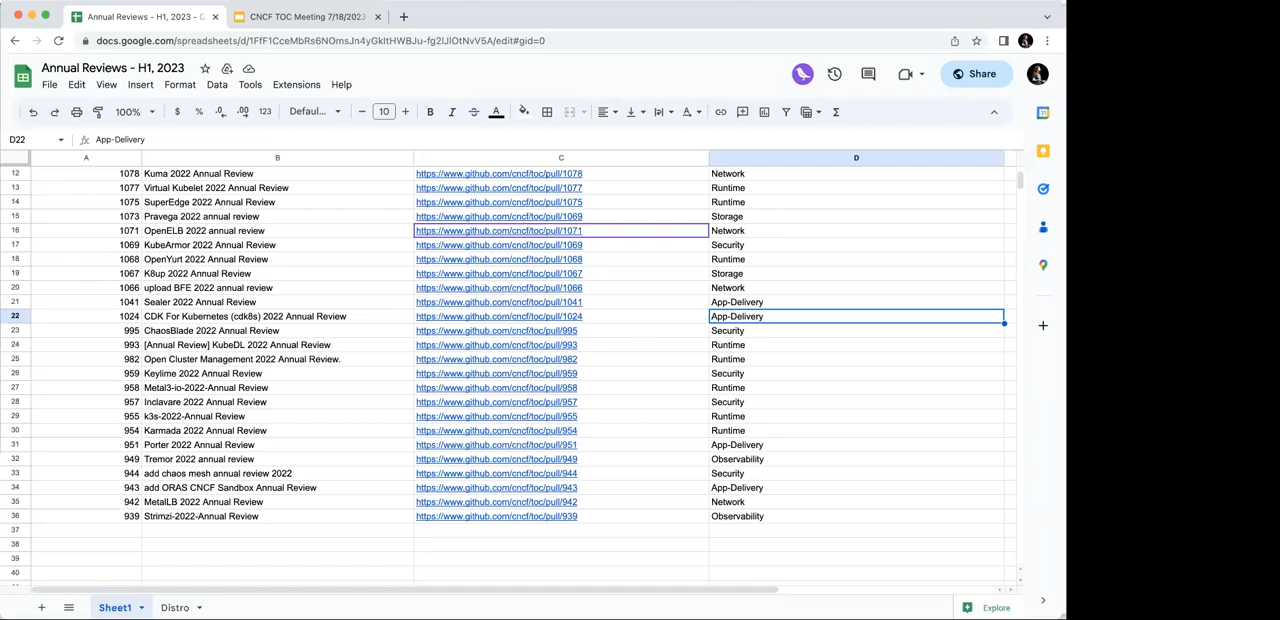 Annual Reviews - H1, 2023 - G
CNCF TOC Meeting 7/18/2023
docs.google.com/spreadsheets/d/1FfF1CceMbRs6NOmsJn4yGkItHWBJu-fg2lJlOtNvV5A/edit#gid=0
Annual Reviews - H1, 2023
File Edit View Insert Format Data Tools Extensions Help
Share
100% $ % .0 .00 123 Defaul... 10 B I A
D22 fx App-Delivery
A B C D
12 1078 Kuma 2022 Annual Review https://www.github.com/cncf/toc/pull/1078 Network
13 1077 Virtual Kubelet 2022 Annual Review https://www.github.com/cncf/toc/pull/1077 Runtime
14 1075 SuperEdge 2022 Annual Review https://www.github.com/cncf/toc/pull/1075 Runtime
15 1073 Pravega 2022 annual review https://www.github.com/cncf/toc/pull/1069 Storage
16 1071 OpenELB 2022 annual review https://www.github.com/cncf/toc/pull/1071 Network
17 1069 KubeArmor 2022 Annual Review https://www.github.com/cncf/toc/pull/1069 Security
18 1068 OpenYurt 2022 Annual Review https://www.github.com/cncf/toc/pull/1068 Runtime
19 1067 K8up 2022 Annual Review https://www.github.com/cncf/toc/pull/1067 Storage
20 1066 upload BFE 2022 annual review https://www.github.com/cncf/toc/pull/1066 Network
21 1041 Sealer 2022 Annual Review https://www.github.com/cncf/toc/pull/1041 App-Delivery
22 1024 CDK For Kubernetes (cdk8s) 2022 Annual Review https://www.github.com/cncf/toc/pull/1024 App-Delivery
23 995 ChaosBlade 2022 Annual Review https://www.github.com/cncf/toc/pull/995 Security
24 993 [Annual Review] KubeDL 2022 Annual Review https://www.github.com/cncf/toc/pull/993 Runtime
25 982 Open Cluster Management 2022 Annual Review. https://www.github.com/cncf/toc/pull/982 Runtime
26 959 Keylime 2022 Annual Review https://www.github.com/cncf/toc/pull/959 Security
27 958 Metal3-io-2022-Annual Review https://www.github.com/cncf/toc/pull/958 Runtime
28 957 Inclavare 2022 Annual Review https://www.github.com/cncf/toc/pull/957 Security
29 955 k3s-2022-Annual Review https://www.github.com/cncf/toc/pull/955 Runtime
30 954 Karmada 2022 Annual Review https://www.github.com/cncf/toc/pull/954 Runtime
31 951 Porter 2022 Annual Review https://www.github.com/cncf/toc/pull/951 App-Delivery
32 949 Tremor 2022 annual review https://www.github.com/cncf/toc/pull/949 Observability
33 944 add chaos mesh annual review 2022 https://www.github.com/cncf/toc/pull/944 Security
34 943 add ORAS CNCF Sandbox Annual Review https://www.github.com/cncf/toc/pull/943 App-Delivery
35 942 MetalLB 2022 Annual Review https://www.github.com/cncf/toc/pull/942 Network
36 939 Strimzi-2022-Annual Review https://www.github.com/cncf/toc/pull/939 Observability
37
38
39
40
Sheet1 Distro Explore